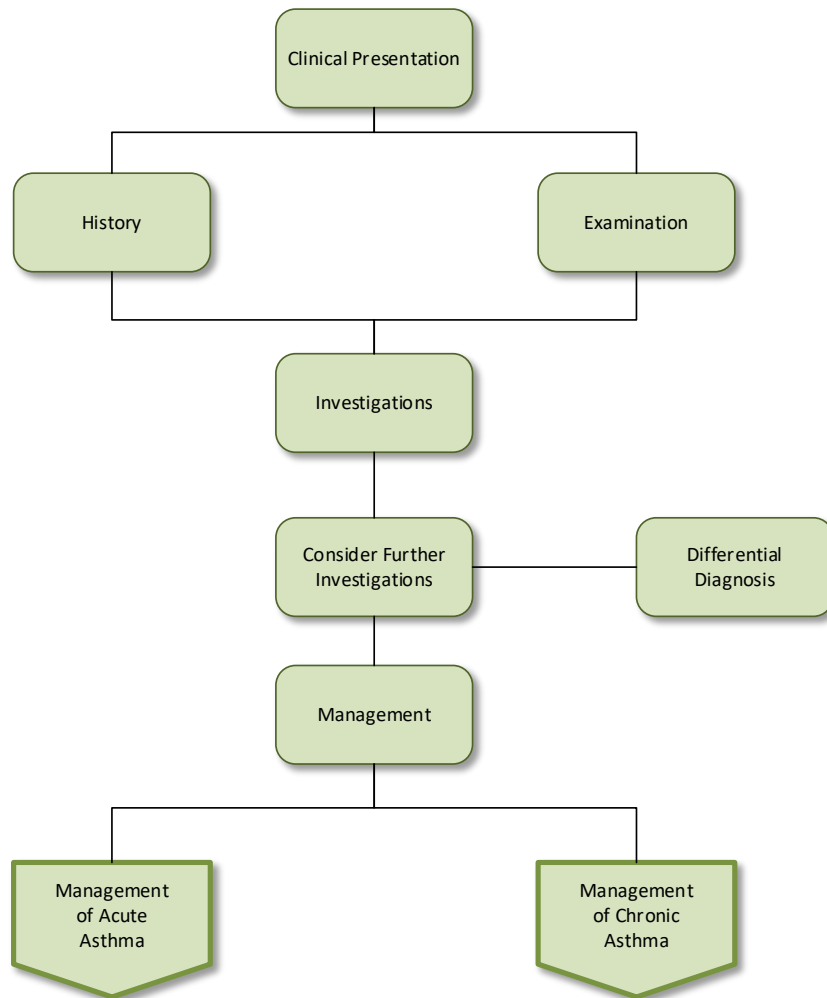 Clinical Presentation
History
Examination
Investigations
Consider Further
Investigations
Differential
Diagnosis
Management
Management
of Acute
Asthma
Management
of Chronic
Asthma